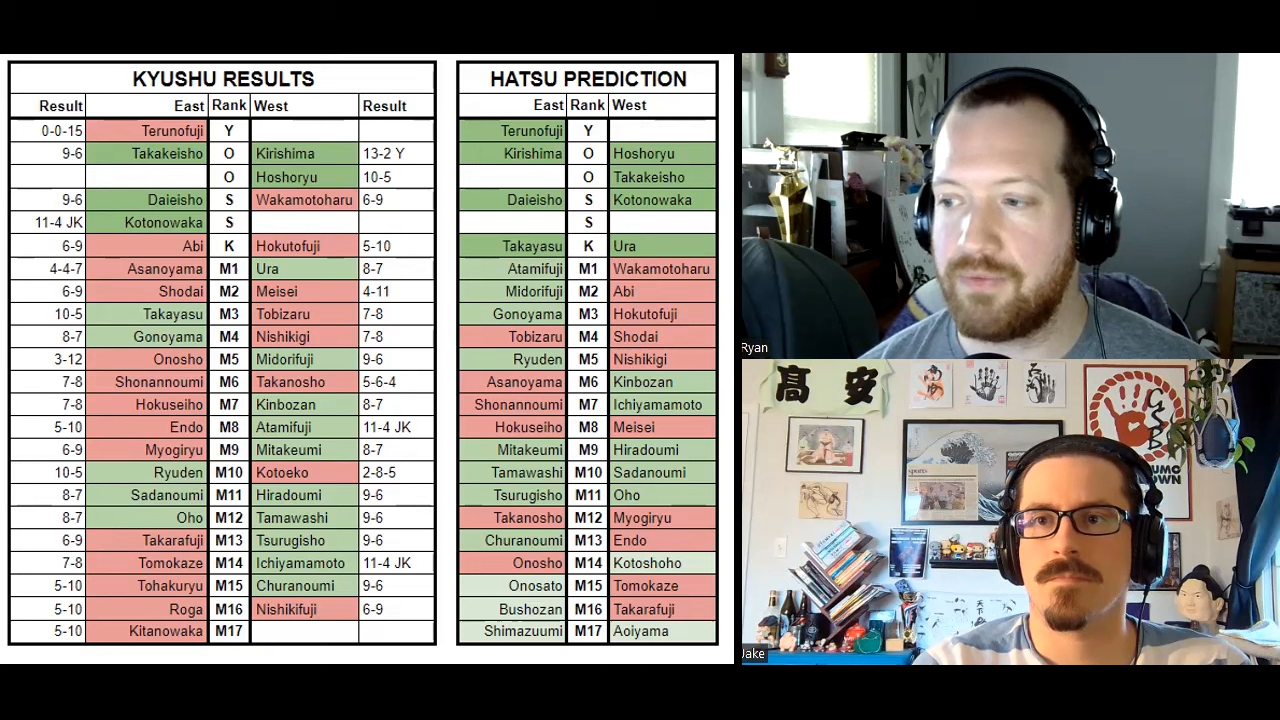 KYUSHU RESULTS
Result East Rank West Result
0-0-15 Terunofuji Y
9-6 Takakeisho O Kirishima 13-2 Y
O Hoshoryu 10-5
9-6 Daieisho S Wakamotoharu 6-9
11-4 JK Kotonowaka S
6-9 Abi K Hokutofuji 5-10
4-4-7 Asanoyama M1 Ura 8-7
6-9 Shodai M2 Meisei 4-11
10-5 Takayasu M3 Tobizaru 7-8
8-7 Gonoyama M4 Nishikigi 7-8
3-12 Onosho M5 Midorifuji 9-6
7-8 Shonannoumi M6 Takanosho 5-6-4
7-8 Hokuseiho M7 Kinbozan 8-7
5-10 Endo M8 Atamifuji 11-4 JK
6-9 Myogiryu M9 Mitakeumi 8-7
10-5 Ryuden M10 Kotoeko 2-8-5
8-7 Sadanoumi M11 Hiradoumi 9-6
8-7 Oho M12 Tamawashi 9-6
6-9 Takarafuji M13 Tsurugisho 9-6
7-8 Tomokaze M14 Ichiyamamoto 11-4 JK
5-10 Tohakuryu M15 Churanoumi 9-6
5-10 Roga M16 Nishikifuji 6-9
5-10 Kitanowaka M17
HATSU PREDICTION
East Rank West
Terunofuji Y
Kirishima O Hoshoryu
O Takakeisho
Daieisho S Kotonowaka
S
Takayasu K Ura
Atamifuji M1 Wakamotoharu
Midorifuji M2 Abi
Gonoyama M3 Hokutofuji
Tobizaru M4 Shodai
Ryuden M5 Nishikigi
Asanoyama M6 Kinbozan
Shonannoumi M7 Ichiyamamoto
Hokuseiho M8 Meisei
Mitakeumi M9 Hiradoumi
Tamawashi M10 Sadanoumi
Tsurugisho M11 Oho
Takanosho M12 Myogiryu
Churanoumi M13 Endo
Onosho M14 Kotoshoho
Onosato M15 Tomokaze
Bushozan M16 Takarafuji
Shimazuumi M17 Aoiyama
Ryan
髙安
sports
Jake